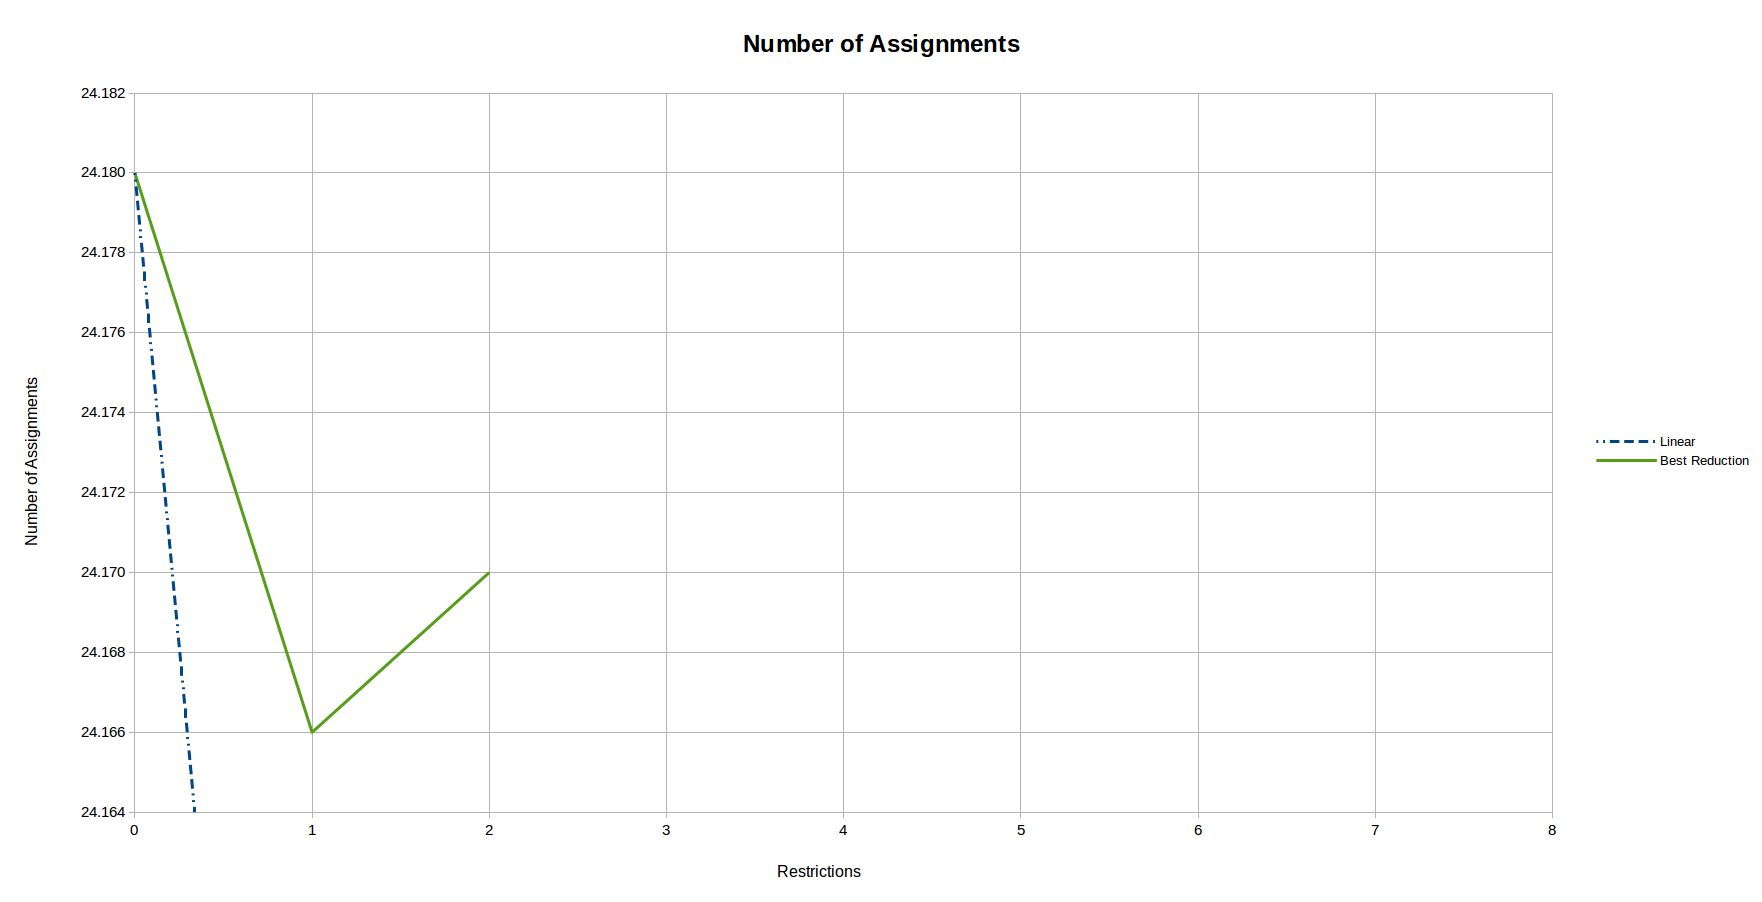 Number of Assignments
24.182
24.180
24.178
24.176
24.174
24.172
24.170
24.168
24.166
24.164
Number of Assignments
0 1 2 3 4 5 6 7 8
Restrictions
Linear
Best Reduction